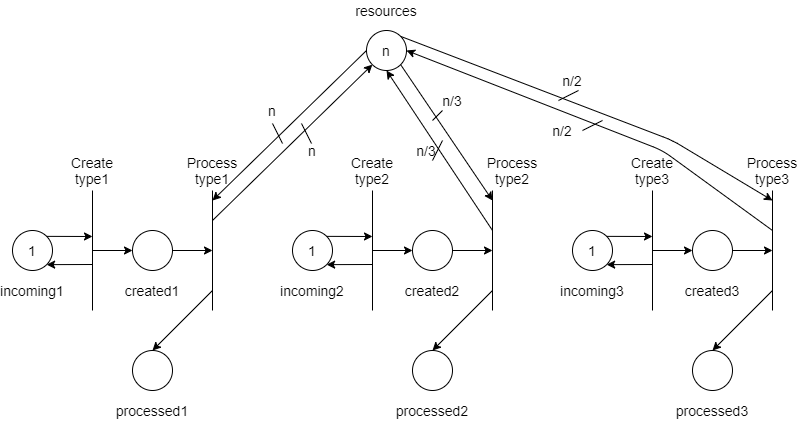 resources
n
n/2
n
n/3
n/2
n
n/3
Create
type1
Process
type1
Create
type2
Process
type2
Create
type3
Process
type3
1
1
1
incoming1
created1
incoming2
created2
incoming3
created3
processed1
processed2
processed3